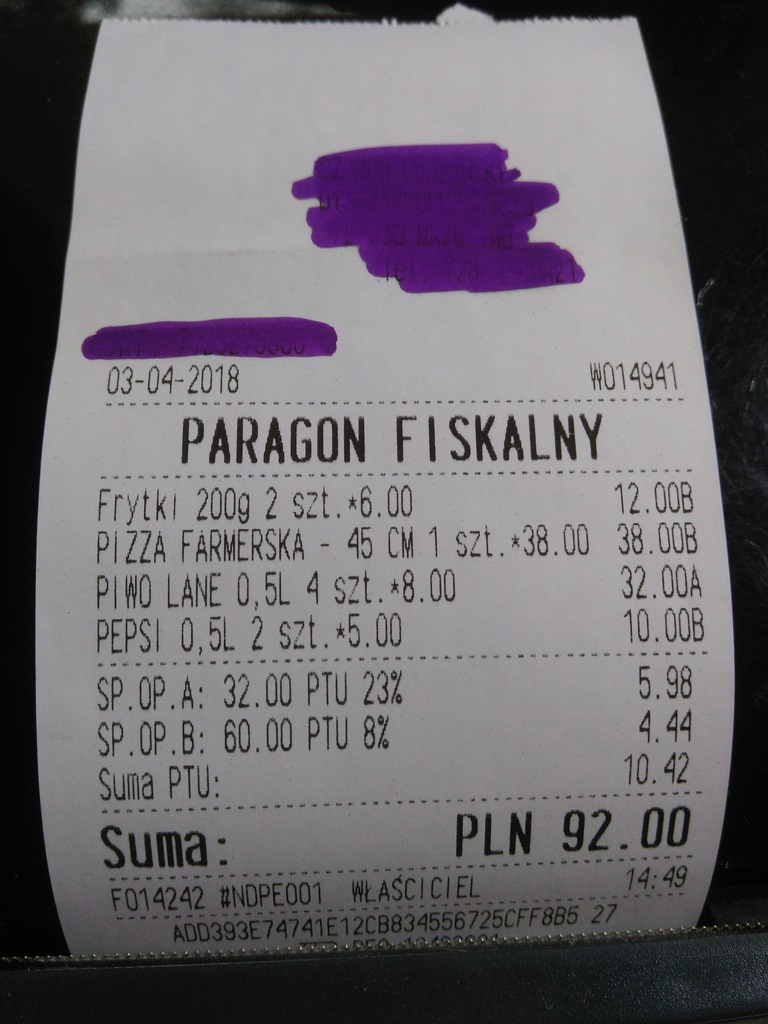 03-04-2018 W014941
PARAGON FISKALNY
Frytki 200g 2 szt.*6.00 12.00B
PIZZA FARMERSKA - 45 CM 1 szt.*38.00 38.00B
PIWO LANE 0,5L 4 szt.*8.00 32.00A
PEPSI 0,5L 2 szt.*5.00 10.00B
SP.OP.A: 32.00 PTU 23% 5.98
SP.OP.B: 60.00 PTU 8% 4.44
Suma PTU: 10.42
Suma: PLN 92.00
F014242 #NDPE001 WŁAŚCICIEL 14:49
ADD393E74741E12CB834556725CFF8B5 27